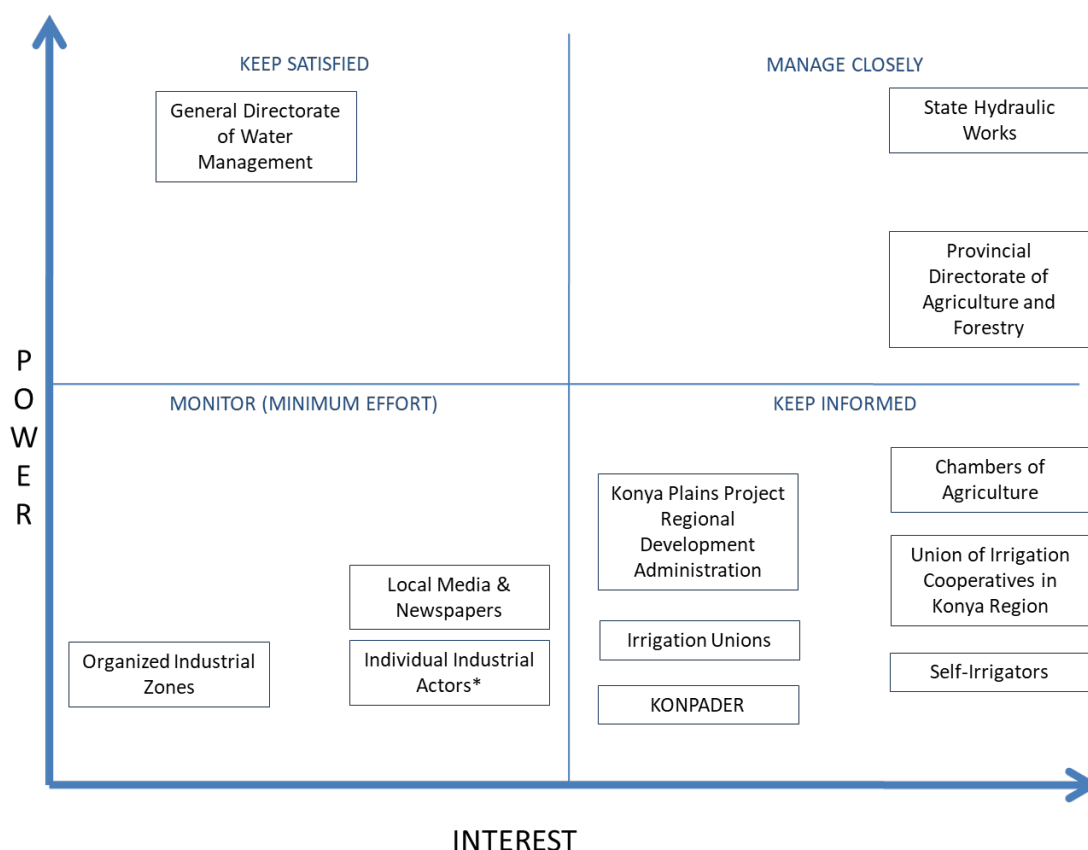 KEEP SATISFIED
General Directorate
of Water
Management
MANAGE CLOSELY
State Hydraulic
Works
Provincial
Directorate of
Agriculture and
Forestry
POWER
MONITOR (MINIMUM EFFORT)
Local Media &
Newspapers
Organized Industrial
Zones
Individual Industrial
Actors*
KEEP INFORMED
Konya Plains Project
Regional
Development
Administration
Irrigation Unions
KONPADER
Chambers of
Agriculture
Union of Irrigation
Cooperatives in
Konya Region
Self-Irrigators
INTEREST